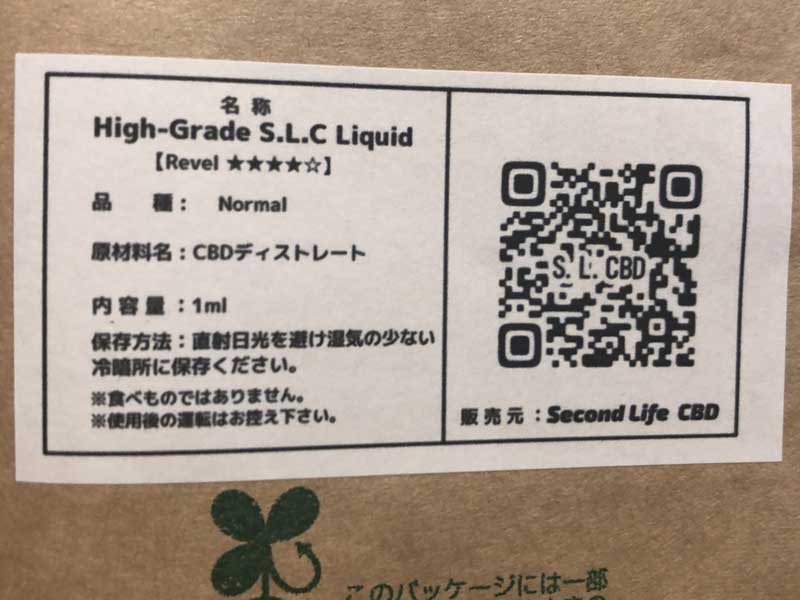 名 称
High-Grade S.L.C Liquid
【Revel ★★★★☆】
品 種： Normal
原材料名：CBDディストレート
内容量：1ml
保存方法：直射日光を避け湿気の少ない
冷暗所に保存ください。
※食べものではありません。
※使用後の運転はお控え下さい。
S. L. CBD
販売元：Second Life CBD
このパッケージには一部